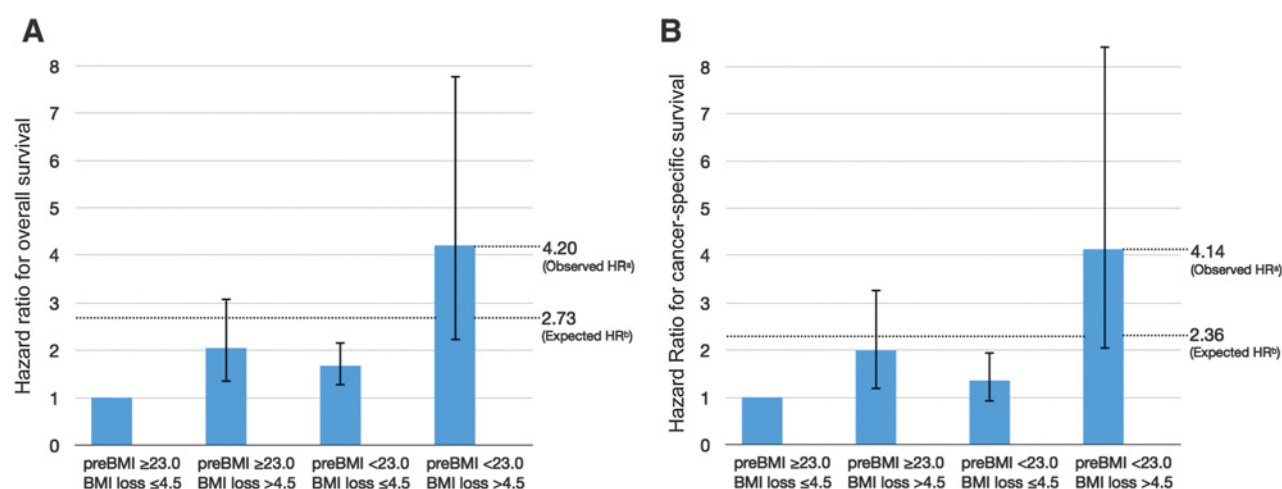 A
Hazard ratio for overall survival
8
7
6
5
4
3
2
1
0
4.20
(Observed HRᵃ)
2.73
(Expected HRᵇ)
preBMI ≥23.0
BMI loss ≤4.5
preBMI ≥23.0
BMI loss >4.5
preBMI <23.0
BMI loss ≤4.5
preBMI <23.0
BMI loss >4.5
B
Hazard Ratio for cancer-specific survival
8
7
6
5
4
3
2
1
0
4.14
(Observed HRᵃ)
2.36
(Expected HRᵇ)
preBMI ≥23.0
BMI loss ≤4.5
preBMI ≥23.0
BMI loss >4.5
preBMI <23.0
BMI loss ≤4.5
preBMI <23.0
BMI loss >4.5